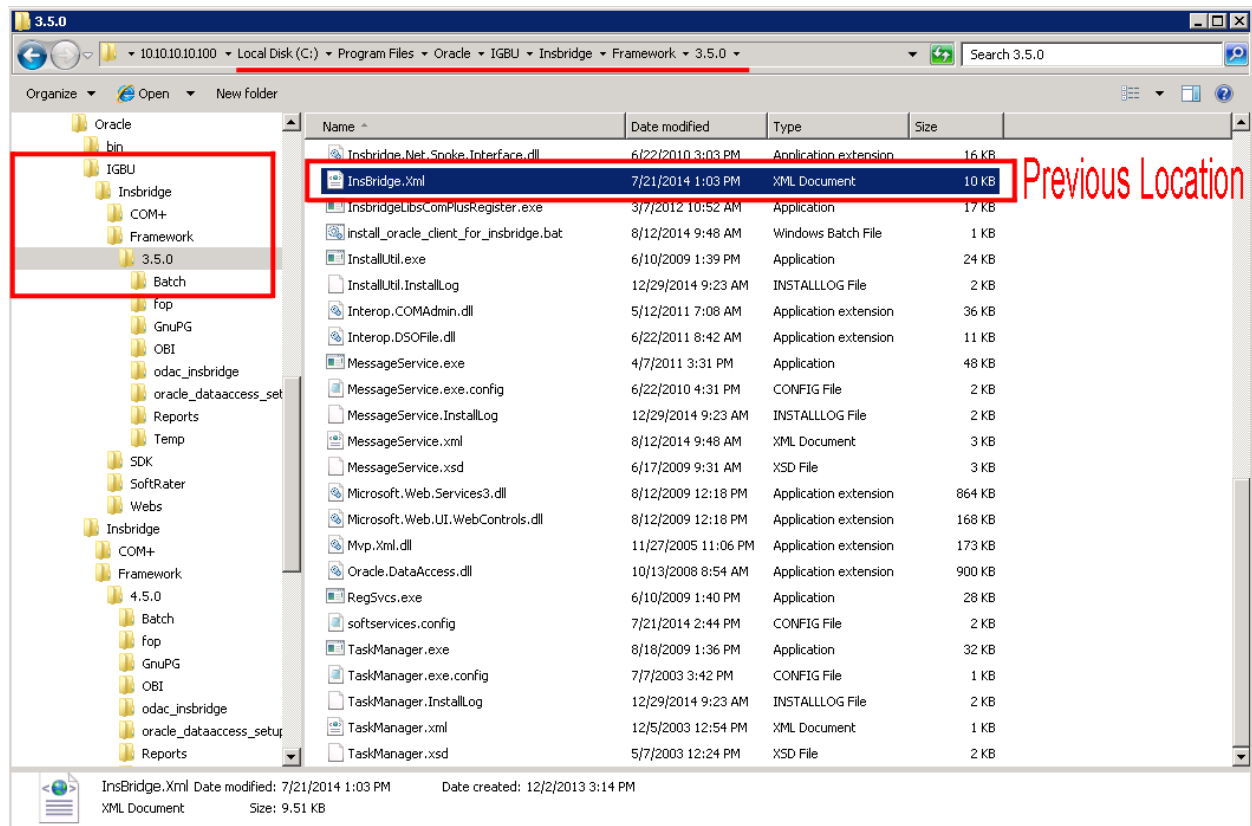 3.5.0
10.10.10.10.100 Local Disk (C:) Program Files Oracle IGBU Insbridge Framework 3.5.0 Search 3.5.0
Organize Open New folder
Oracle
bin
IGBU
Insbridge
COM+
Framework
3.5.0
Batch
fop
GnuPG
OBI
odac_insbridge
oracle_dataaccess_set
Reports
Temp
SDK
SoftRater
Webs
Insbridge
COM+
Framework
4.5.0
Batch
fop
GnuPG
OBI
odac_insbridge
oracle_dataaccess_setup
Reports
Name Date modified Type Size
Insbridge.Net.Spoke.Interface.dll 6/22/2010 3:03 PM Application extension 16 KB
InsBridge.Xml 7/21/2014 1:03 PM XML Document 10 KB
Previous Location
InsbridgeLibsComPlusRegister.exe 3/7/2012 10:52 AM Application 17 KB
install_oracle_client_for_insbridge.bat 8/12/2014 9:48 AM Windows Batch File 1 KB
InstallUtil.exe 6/10/2009 1:39 PM Application 24 KB
InstallUtil.InstallLog 12/29/2014 9:23 AM INSTALLLOG File 2 KB
Interop.COMAdmin.dll 5/12/2011 7:08 AM Application extension 36 KB
Interop.DSOFile.dll 6/22/2011 8:42 AM Application extension 11 KB
MessageService.exe 4/7/2011 3:31 PM Application 48 KB
MessageService.exe.config 6/22/2010 4:31 PM CONFIG File 2 KB
MessageService.InstallLog 12/29/2014 9:23 AM INSTALLLOG File 2 KB
MessageService.xml 8/12/2014 9:48 AM XML Document 3 KB
MessageService.xsd 6/17/2009 9:31 AM XSD File 3 KB
Microsoft.Web.Services3.dll 8/12/2009 12:18 PM Application extension 864 KB
Microsoft.Web.UI.WebControls.dll 8/12/2009 12:18 PM Application extension 168 KB
Mvp.Xml.dll 11/27/2005 11:06 PM Application extension 173 KB
Oracle.DataAccess.dll 10/13/2008 8:54 AM Application extension 900 KB
RegSvcs.exe 6/10/2009 1:40 PM Application 28 KB
softservices.config 7/21/2014 2:44 PM CONFIG File 2 KB
TaskManager.exe 8/18/2009 1:36 PM Application 32 KB
TaskManager.exe.config 7/7/2003 3:42 PM CONFIG File 1 KB
TaskManager.InstallLog 12/29/2014 9:23 AM INSTALLLOG File 2 KB
TaskManager.xml 12/5/2003 12:54 PM XML Document 1 KB
TaskManager.xsd 5/7/2003 12:24 PM XSD File 2 KB
InsBridge.Xml Date modified: 7/21/2014 1:03 PM Date created: 12/2/2013 3:14 PM
XML Document Size: 9.51 KB